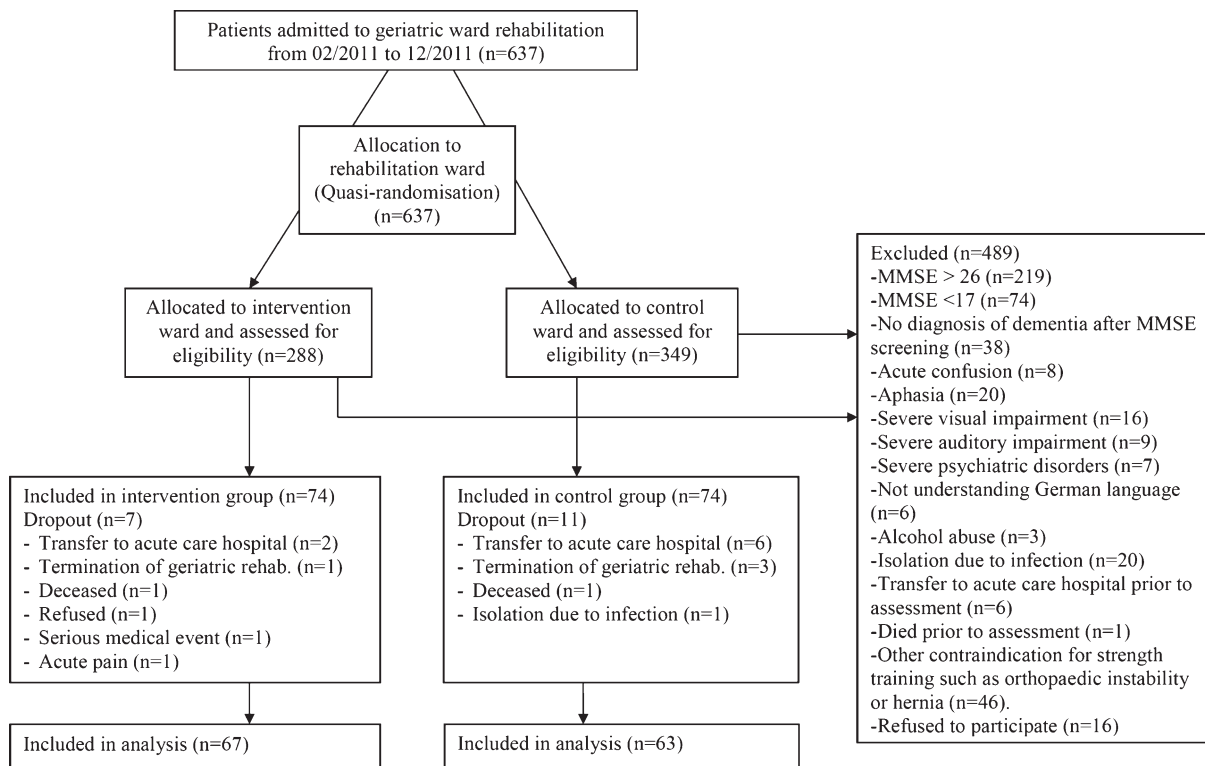 Patients admitted to geriatric ward rehabilitation
from 02/2011 to 12/2011 (n=637)
Allocation to
rehabilitation ward
(Quasi-randomisation)
(n=637)
Allocated to intervention
ward and assessed for
eligibility (n=288)
Allocated to control
ward and assessed for
eligibility (n=349)
Excluded (n=489)
-MMSE > 26 (n=219)
-MMSE <17 (n=74)
-No diagnosis of dementia after MMSE
screening (n=38)
-Acute confusion (n=8)
-Aphasia (n=20)
-Severe visual impairment (n=16)
-Severe auditory impairment (n=9)
-Severe psychiatric disorders (n=7)
-Not understanding German language
(n=6)
-Alcohol abuse (n=3)
-Isolation due to infection (n=20)
-Transfer to acute care hospital prior to
assessment (n=6)
-Died prior to assessment (n=1)
-Other contraindication for strength
training such as orthopaedic instability
or hernia (n=46).
-Refused to participate (n=16)
Included in intervention group (n=74)
Dropout (n=7)
- Transfer to acute care hospital (n=2)
- Termination of geriatric rehab. (n=1)
- Deceased (n=1)
- Refused (n=1)
- Serious medical event (n=1)
- Acute pain (n=1)
Included in control group (n=74)
Dropout (n=11)
- Transfer to acute care hospital (n=6)
- Termination of geriatric rehab. (n=3)
- Deceased (n=1)
- Isolation due to infection (n=1)
Included in analysis (n=67)
Included in analysis (n=63)